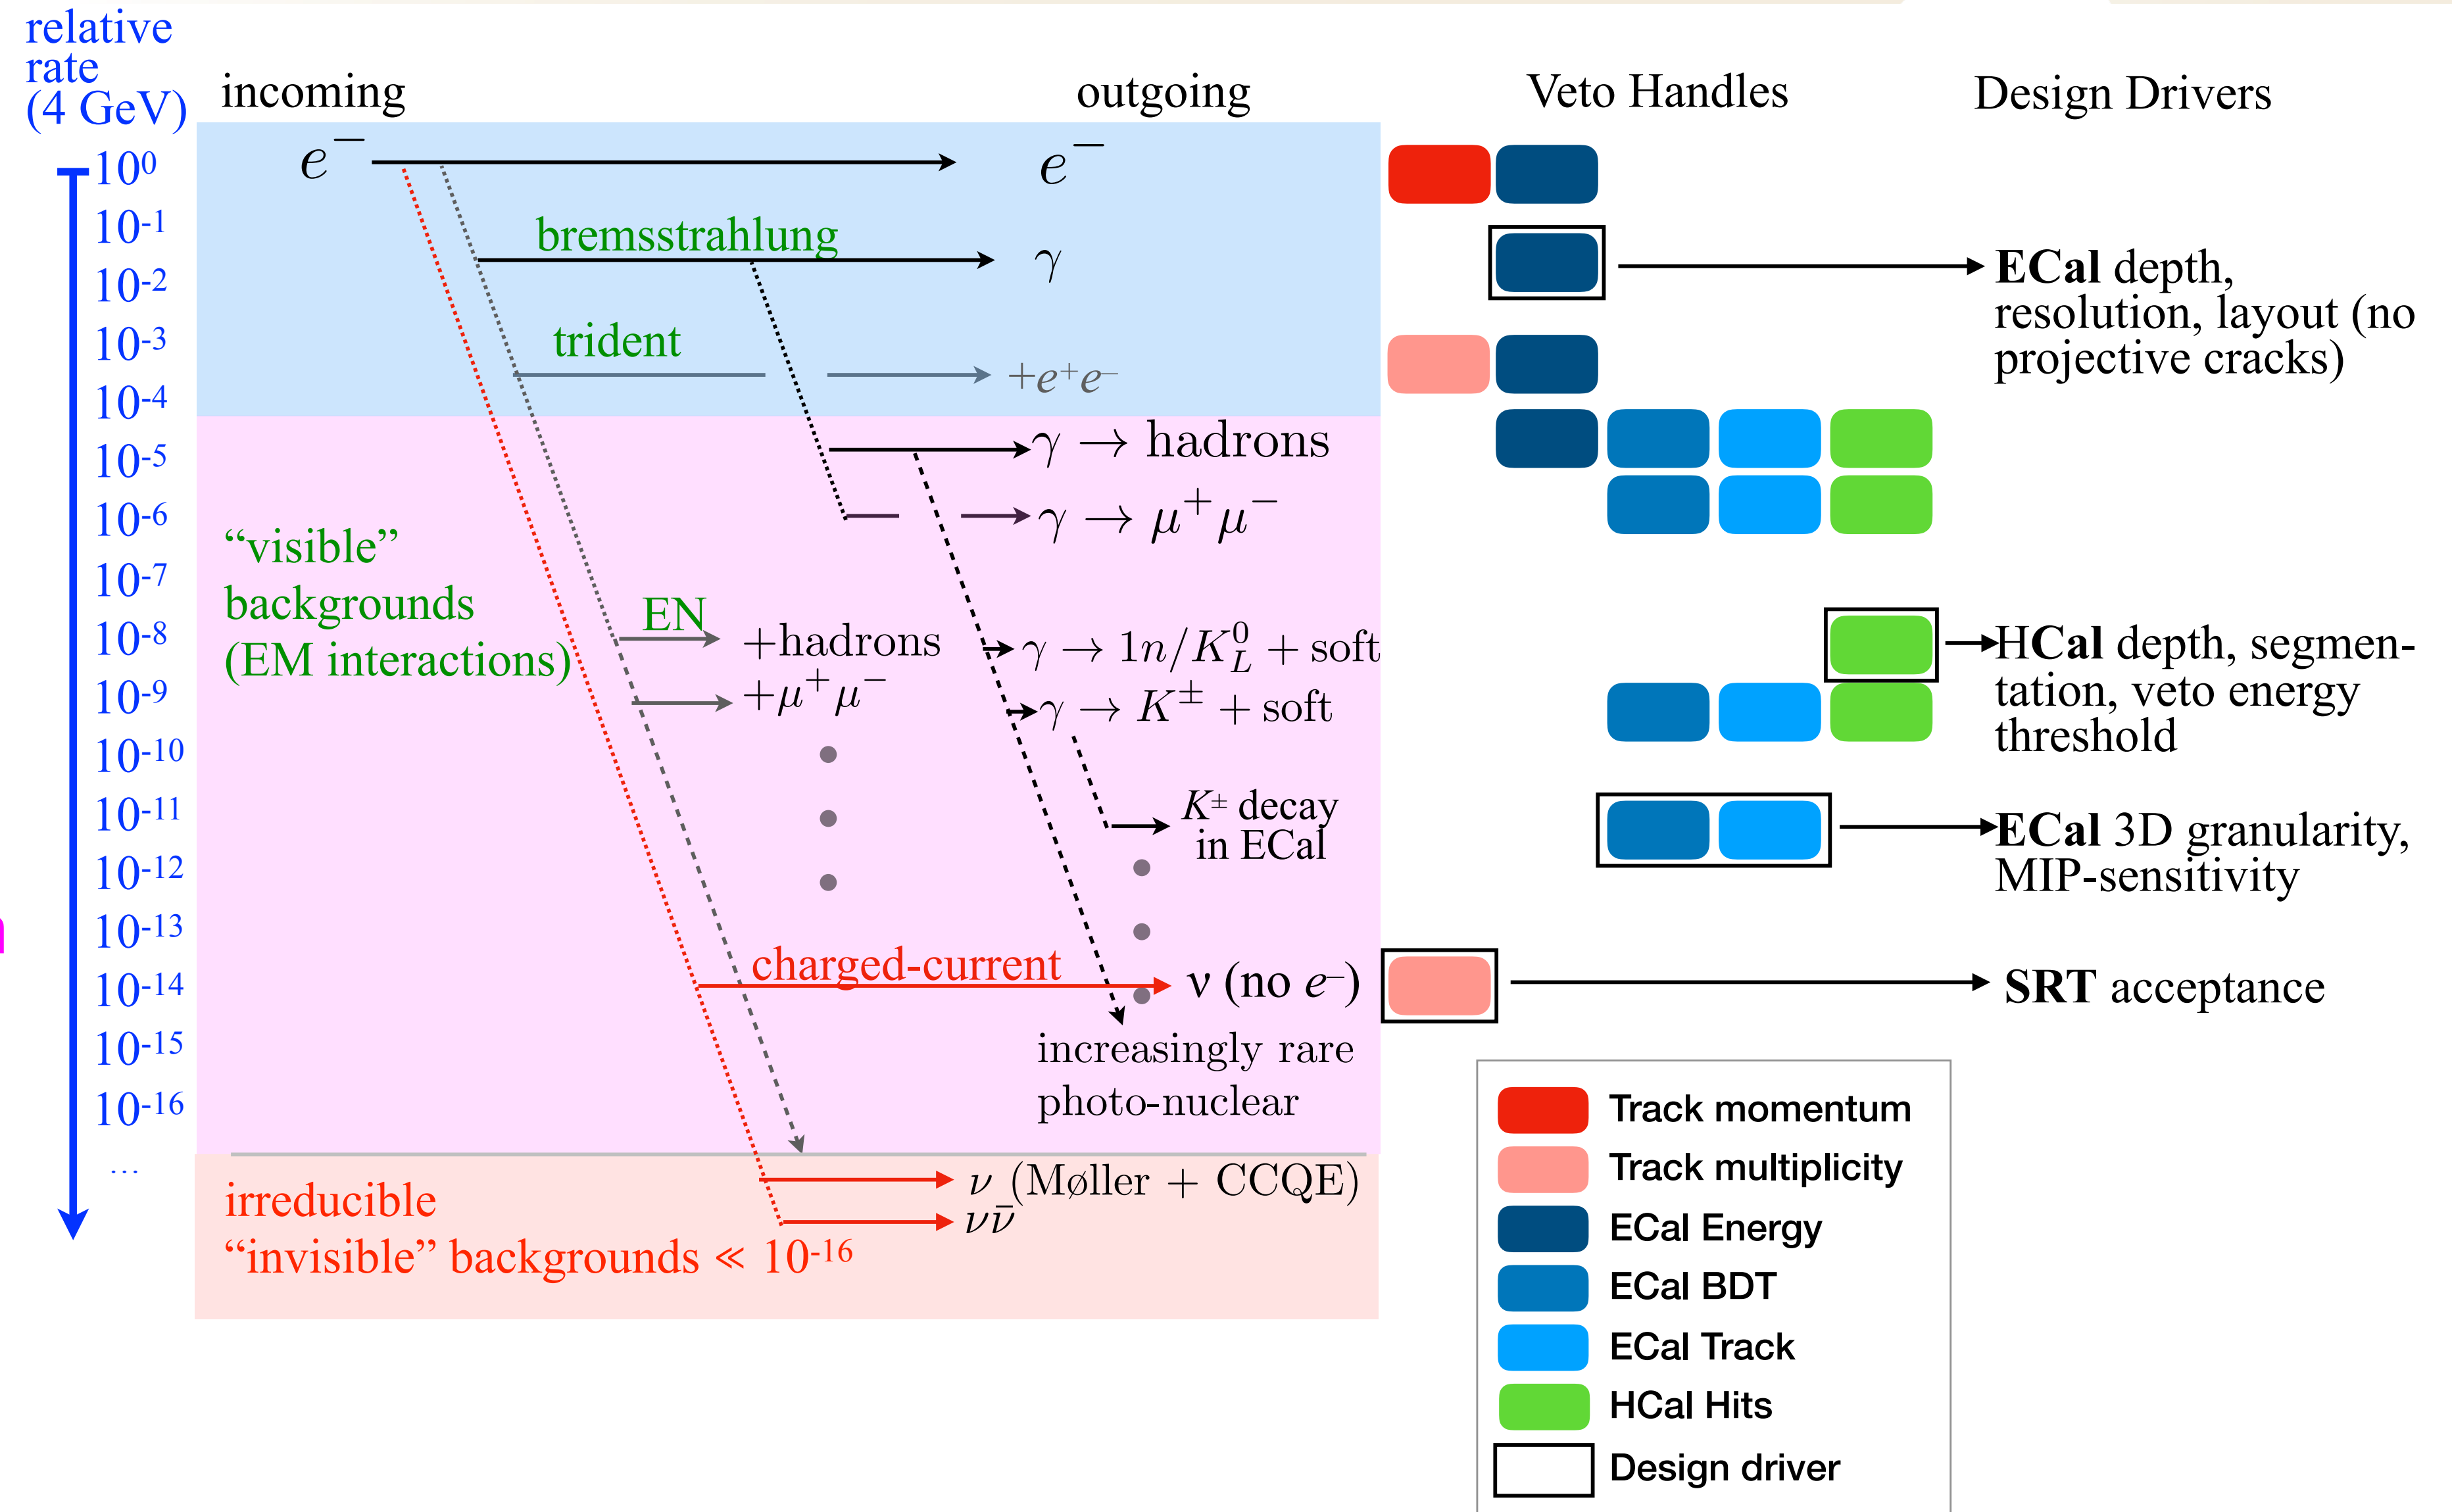 relative
rate
(4 GeV)
incoming
outgoing
Veto Handles
Design Drivers
10⁰
10⁻¹
10⁻²
10⁻³
10⁻⁴
10⁻⁵
10⁻⁶
10⁻⁷
10⁻⁸
10⁻⁹
10⁻¹⁰
10⁻¹¹
10⁻¹²
10⁻¹³
10⁻¹⁴
10⁻¹⁵
10⁻¹⁶
...
e⁻
e⁻
bremsstrahlung
γ
trident
+e⁺e⁻
γ → hadrons
γ → μ⁺μ⁻
“visible”
backgrounds
(EM interactions)
EN
+hadrons
+μ⁺μ⁻
γ → 1n/K⁰_L + soft
γ → K± + soft
K± decay
in ECal
charged-current
ν (no e⁻)
increasingly rare
photo-nuclear
irreducible
“invisible” backgrounds ≪ 10⁻¹⁶
ν (Møller + CCQE)
νν̄
ECal depth,
resolution, layout (no
projective cracks)
HCal depth, segmen-
tation, veto energy
threshold
ECal 3D granularity,
MIP-sensitivity
SRT acceptance
Track momentum
Track multiplicity
ECal Energy
ECal BDT
ECal Track
HCal Hits
Design driver